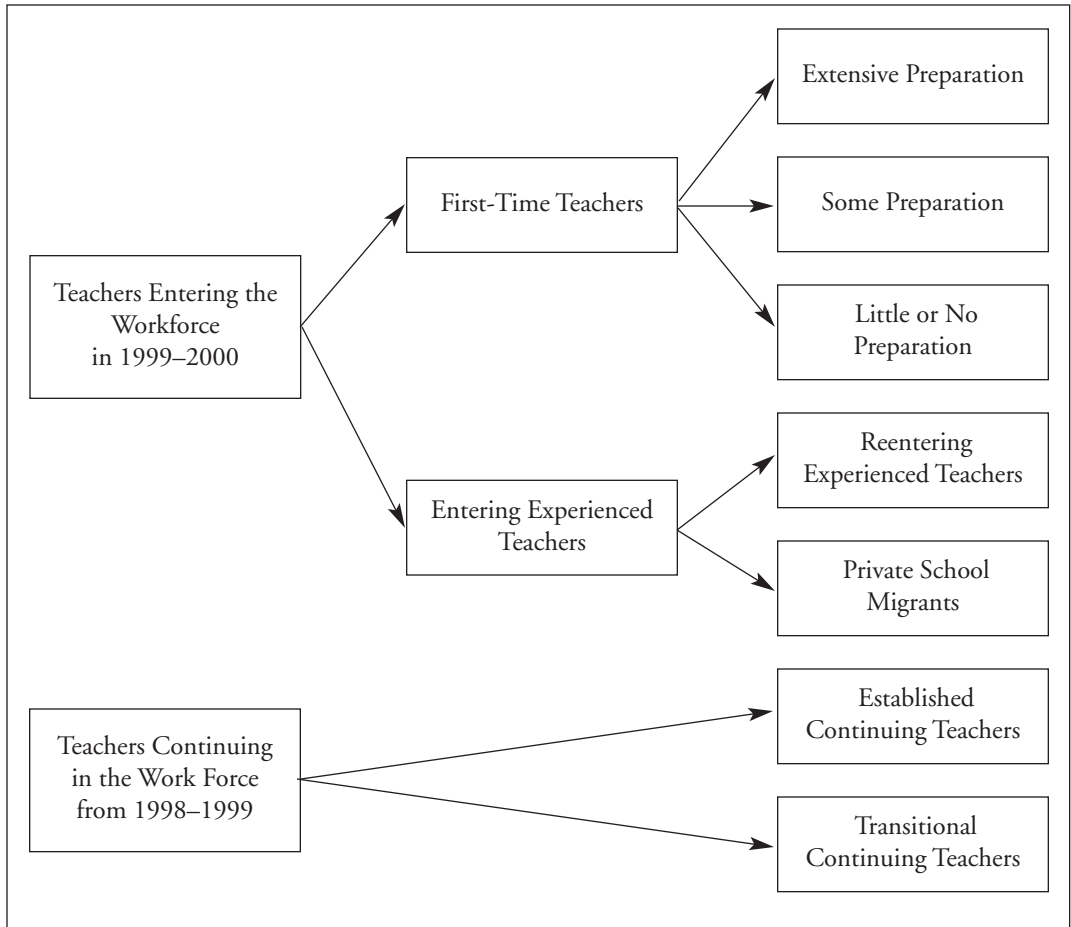 Extensive Preparation
First-Time Teachers
Some Preparation
Teachers Entering the
Workforce
in 1999–2000
Little or No
Preparation
Reentering
Experienced Teachers
Entering Experienced
Teachers
Private School
Migrants
Established
Continuing Teachers
Teachers Continuing
in the Work Force
from 1998–1999
Transitional
Continuing Teachers